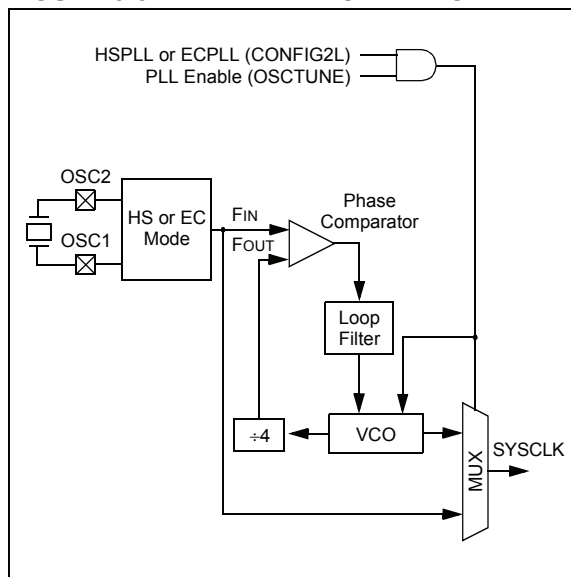 HSPLL or ECPLL (CONFIG2L)
PLL Enable (OSCTUNE)
OSC2
OSC1
HS or EC
Mode
FIN
FOUT
Phase
Comparator
Loop
Filter
÷4
VCO
MUX
SYSCLK